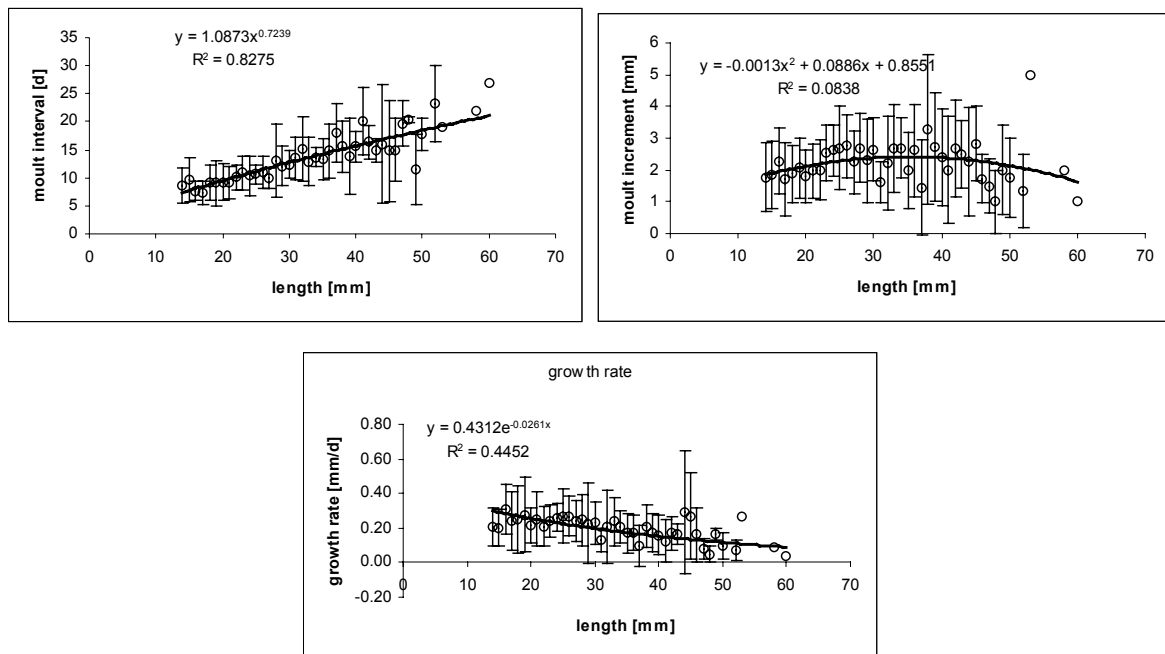 y = 1.0873x^0.7239
R² = 0.8275
moult interval [d]
35
30
25
20
15
10
5
0
0 10 20 30 40 50 60 70
length [mm]
y = -0.0013x² + 0.0886x + 0.8551
R² = 0.0838
moult increment [mm]
6
5
4
3
2
1
0
0 10 20 30 40 50 60 70
length [mm]
growth rate
y = 0.4312e^-0.0261x
R² = 0.4452
growth rate [mm/d]
0.80
0.60
0.40
0.20
0.00
-0.20
0 10 20 30 40 50 60 70
length [mm]